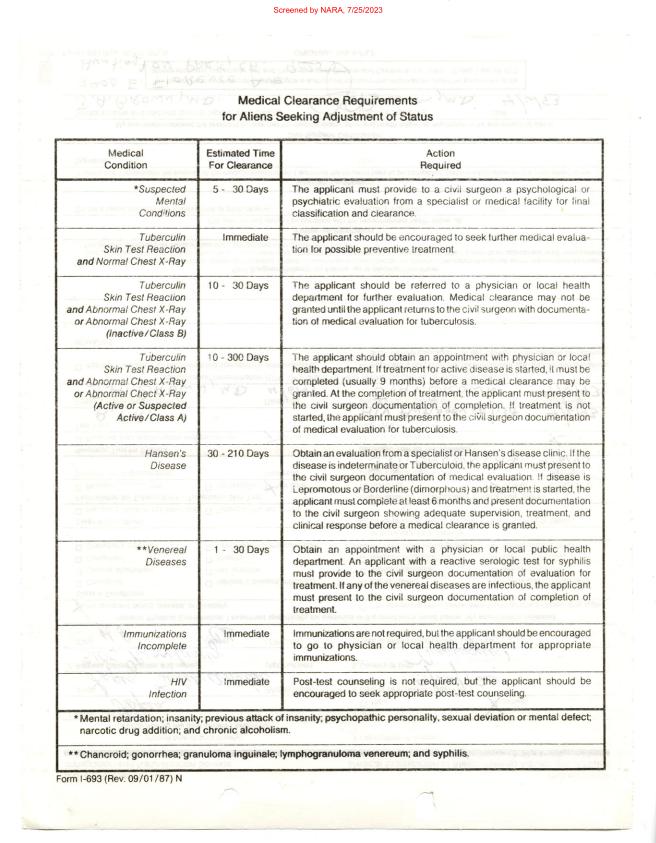 Screened by NARA, 7/25/2023
Medical Clearance Requirements
for Aliens Seeking Adjustment of Status
Medical
Condition
Estimated Time
For Clearance
Action
Required
*Suspected
Mental
Conditions
5 - 30 Days
The applicant must provide to a civil surgeon a psychological or
psychiatric evaluation from a specialist or medical facility for final
classification and clearance.
Tuberculin
Skin Test Reaction
and Normal Chest X-Ray
Immediate
The applicant should be encouraged to seek further medical evalua-
tion for possible preventive treatment.
Tuberculin
Skin Test Reaction
and Abnormal Chest X-Ray
or Abnormal Chest X-Ray
(Inactive/Class B)
10 - 30 Days
The applicant should be referred to a physician or local health
department for further evaluation. Medical clearance may not be
granted until the applicant returns to the civil surgeon with documenta-
tion of medical evaluation for tuberculosis.
Tuberculin
Skin Test Reaction
and Abnormal Chest X-Ray
or Abnormal Chest X-Ray
(Active or Suspected
Active/Class A)
10 - 300 Days
The applicant should obtain an appointment with physician or local
health department. If treatment for active disease is started, it must be
completed (usually 9 months) before a medical clearance may be
granted. At the completion of treatment, the applicant must present to
the civil surgeon documentation of completion. If treatment is not
started, the applicant must present to the civil surgeon documentation
of medical evaluation for tuberculosis.
Hansen's
Disease
30 - 210 Days
Obtain an evaluation from a specialist or Hansen's disease clinic. If the
disease is indeterminate or Tuberculoid, the applicant must present to
the civil surgeon documentation of medical evaluation. If disease is
Lepromotous or Borderline (dimorphous) and treatment is started, the
applicant must complete at least 6 months and present documentation
to the civil surgeon showing adequate supervision, treatment, and
clinical response before a medical clearance is granted.
**Venereal
Diseases
1 - 30 Days
Obtain an appointment with a physician or local public health
department. An applicant with a reactive serologic test for syphilis
must provide to the civil surgeon documentation of evaluation for
treatment. If any of the venereal diseases are infectious, the applicant
must present to the civil surgeon documentation of completion of
treatment.
Immunizations
Incomplete
Immediate
Immunizations are not required, but the applicant should be encouraged
to go to physician or local health department for appropriate
immunizations.
HIV
Infection
Immediate
Post-test counseling is not required, but the applicant should be
encouraged to seek appropriate post-test counseling.
* Mental retardation; insanity; previous attack of insanity; psychopathic personality, sexual deviation or mental defect;
narcotic drug addition; and chronic alcoholism.
** Chancroid; gonorrhea; granuloma inguinale; lymphogranuloma venereum; and syphilis.
Form I-693 (Rev. 09/01/87) N